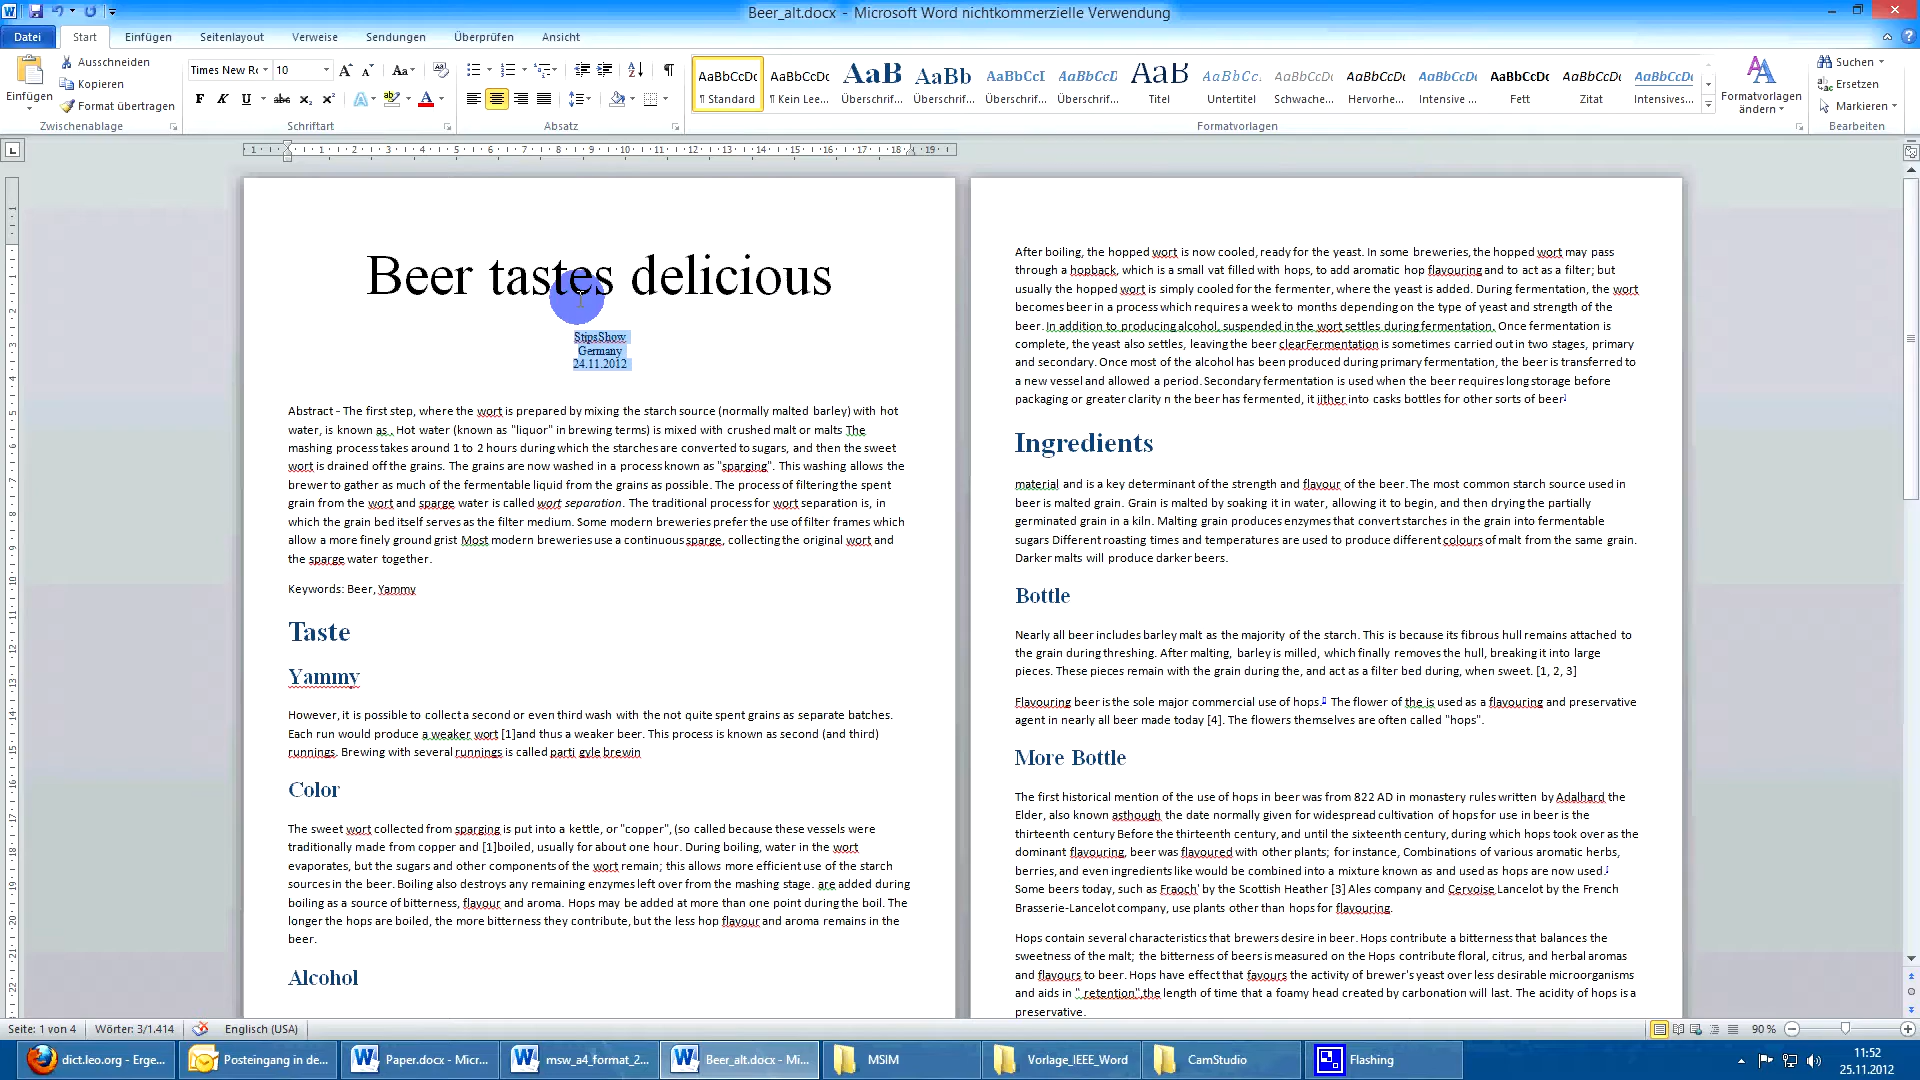 Beer_alt.docx - Microsoft Word nichtkommerzielle Verwendung
Datei Start Einfügen Seitenlayout Verweise Sendungen Überprüfen Ansicht
Einfügen
Ausschneiden
Kopieren
Format übertragen
Zwischenablage
Times New Rc 10
Schriftart
Absatz
AaBbCcDc AaBbCcDc AaB AaBb AaBbCcI AaBbCcD AaB AaBbCc. AaBbCcDc AaBbCcDc AaBbCcDc AaBbCcDc AaBbCcDc AaBbCcDc
¶ Standard ¶ Kein Lee... Überschrif... Überschrif... Überschrif... Überschrif... Titel Untertitel Schwache... Hervorhe... Intensive ... Fett Zitat Intensives...
Formatvorlagen
Formatvorlagen ändern
Suchen
Ersetzen
Markieren
Bearbeiten
Beer tastes delicious
StipsShow
Germany
24.11.2012
Abstract - The first step, where the wort is prepared by mixing the starch source (normally malted barley) with hot
water, is known as . Hot water (known as "liquor" in brewing terms) is mixed with crushed malt or malts The
mashing process takes around 1 to 2 hours during which the starches are converted to sugars, and then the sweet
wort is drained off the grains. The grains are now washed in a process known as "sparging". This washing allows the
brewer to gather as much of the fermentable liquid from the grains as possible. The process of filtering the spent
grain from the wort and sparge water is called wort separation. The traditional process for wort separation is, in
which the grain bed itself serves as the filter medium. Some modern breweries prefer the use of filter frames which
allow a more finely ground grist Most modern breweries use a continuous sparge, collecting the original wort and
the sparge water together.
Keywords: Beer, Yammy
Taste
Yammy
However, it is possible to collect a second or even third wash with the not quite spent grains as separate batches.
Each run would produce a weaker wort [1]and thus a weaker beer. This process is known as second (and third)
runnings. Brewing with several runnings is called parti gyle brewin
Color
The sweet wort collected from sparging is put into a kettle, or "copper", (so called because these vessels were
traditionally made from copper and [1]boiled, usually for about one hour. During boiling, water in the wort
evaporates, but the sugars and other components of the wort remain; this allows more efficient use of the starch
sources in the beer. Boiling also destroys any remaining enzymes left over from the mashing stage. are added during
boiling as a source of bitterness, flavour and aroma. Hops may be added at more than one point during the boil. The
longer the hops are boiled, the more bitterness they contribute, but the less hop flavour and aroma remains in the
beer.
Alcohol
After boiling, the hopped wort is now cooled, ready for the yeast. In some breweries, the hopped wort may pass
through a hopback, which is a small vat filled with hops, to add aromatic hop flavouring and to act as a filter; but
usually the hopped wort is simply cooled for the fermenter, where the yeast is added. During fermentation, the wort
becomes beer in a process which requires a week to months depending on the type of yeast and strength of the
beer. In addition to producing alcohol, suspended in the wort settles during fermentation. Once fermentation is
complete, the yeast also settles, leaving the beer clearFermentation is sometimes carried out in two stages, primary
and secondary. Once most of the alcohol has been produced during primary fermentation, the beer is transferred to
a new vessel and allowed a period. Secondary fermentation is used when the beer requires long storage before
packaging or greater clarity n the beer has fermented, it iither into casks bottles for other sorts of beer
Ingredients
material and is a key determinant of the strength and flavour of the beer. The most common starch source used in
beer is malted grain. Grain is malted by soaking it in water, allowing it to begin, and then drying the partially
germinated grain in a kiln. Malting grain produces enzymes that convert starches in the grain into fermentable
sugars Different roasting times and temperatures are used to produce different colours of malt from the same grain.
Darker malts will produce darker beers.
Bottle
Nearly all beer includes barley malt as the majority of the starch. This is because its fibrous hull remains attached to
the grain during threshing. After malting, barley is milled, which finally removes the hull, breaking it into large
pieces. These pieces remain with the grain during the, and act as a filter bed during, when sweet. [1, 2, 3]
Flavouring beer is the sole major commercial use of hops. The flower of the is used as a flavouring and preservative
agent in nearly all beer made today [4]. The flowers themselves are often called "hops".
More Bottle
The first historical mention of the use of hops in beer was from 822 AD in monastery rules written by Adalhard the
Elder, also known asthough the date normally given for widespread cultivation of hops for use in beer is the
thirteenth century Before the thirteenth century, and until the sixteenth century, during which hops took over as the
dominant flavouring, beer was flavoured with other plants; for instance, Combinations of various aromatic herbs,
berries, and even ingredients like would be combined into a mixture known as and used as hops are now used.
Some beers today, such as Fraoch' by the Scottish Heather [3] Ales company and Cervoise Lancelot by the French
Brasserie-Lancelot company, use plants other than hops for flavouring.
Hops contain several characteristics that brewers desire in beer. Hops contribute a bitterness that balances the
sweetness of the malt; the bitterness of beers is measured on the Hops contribute floral, citrus, and herbal aromas
and flavours to beer. Hops have effect that favours the activity of brewer's yeast over less desirable microorganisms
and aids in " retention",the length of time that a foamy head created by carbonation will last. The acidity of hops is a
preservative.
Seite: 1 von 4 Wörter: 3/1.414 Englisch (USA) 90 %
dict.leo.org - Erge... Posteingang in de... Paper.docx - Micr... msw_a4_format_2... Beer_alt.docx - Mi... MSIM Vorlage_IEEE_Word CamStudio Flashing
11:52
25.11.2012